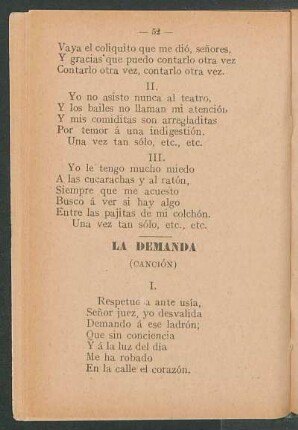 — 52 —
Vaya el coliquito que me dió, señores,
Y gracias que puedo contarlo otra vez
Contarlo otra vez, contarlo otra vez.
II.
Yo no asisto nunca al teatro,
Y los bailes no llaman mi atención
Y mis comiditas son arregladitas
Por temor á una indigestión.
Una vez tan sólo, etc., etc.
III.
Yo le tengo mucho miedo
A las cucarachas y al ratón,
Siempre que me acuesto
Busco á ver si hay algo
Entre las pajitas de mi colchón.
Una vez tan sólo, etc., etc.
LA DEMANDA
(CANCIÓN)
I.
Respetuo a ante usía,
Señor juez, yo desvalida
Demando á ese ladrón;
Que sin conciencia
Y á la luz del día
Me ha robado
En la calle el corazón.